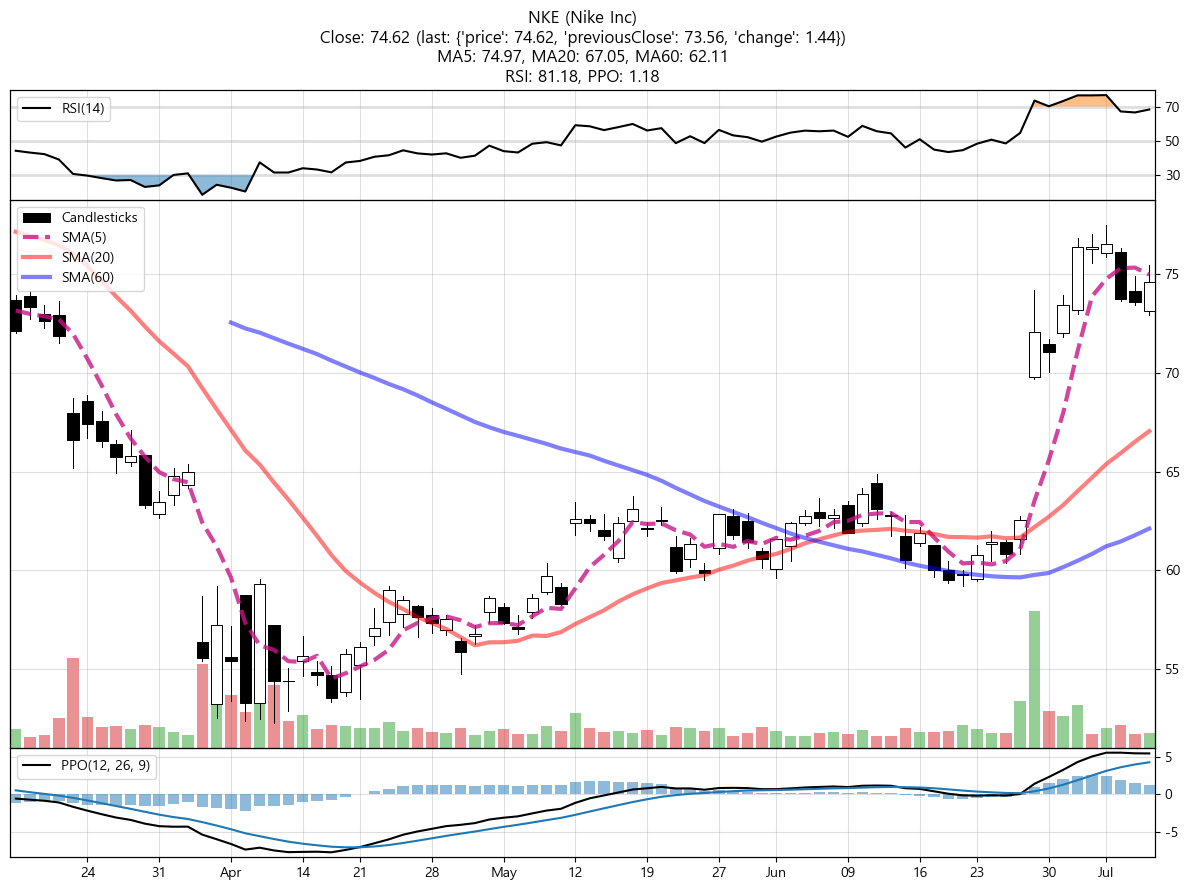 NKE (Nike Inc)
Close: 74.62 (last: {'price': 74.62, 'previousClose': 73.56, 'change': 1.44})
MA5: 74.97, MA20: 67.05, MA60: 62.11
RSI: 81.18, PPO: 1.18
RSI(14)
70
50
30
Candlesticks
SMA(5)
SMA(20)
SMA(60)
75
70
65
60
55
PPO(12, 26, 9)
5
0
-5
24 31 Apr 14 21 28 May 12 19 27 Jun 09 16 23 30 Jul